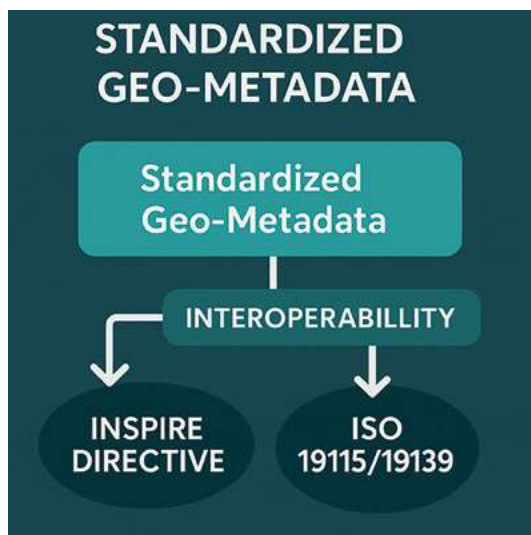 STANDARDIZED
GEO-METADATA
Standardized
Geo-Metadata
INTEROPERABILLITY
INSPIRE
DIRECTIVE
ISO
19115/19139